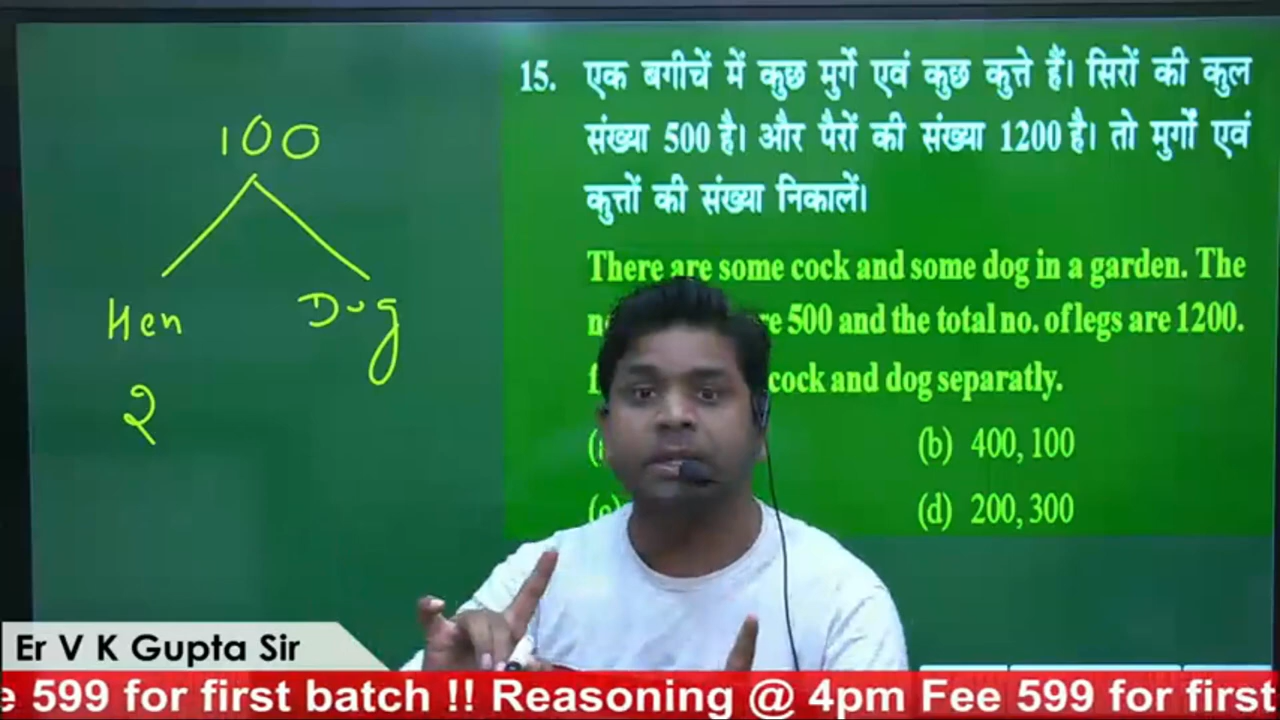 100
Hen Dog
2
15. एक बगीचें में कुछ मुर्गे एवं कुछ कुत्ते हैं। सिरों की कुल
संख्या 500 है। और पैरों की संख्या 1200 है। तो मुर्गों एवं
कुत्तों की संख्या निकालें।
There are some cock and some dog in a garden. The
500 and the total no. of legs are 1200.
cock and dog separatly.
(b) 400, 100
(d) 200, 300
Er V K Gupta Sir
599 for first batch !! Reasoning @ 4pm Fee 599 for first